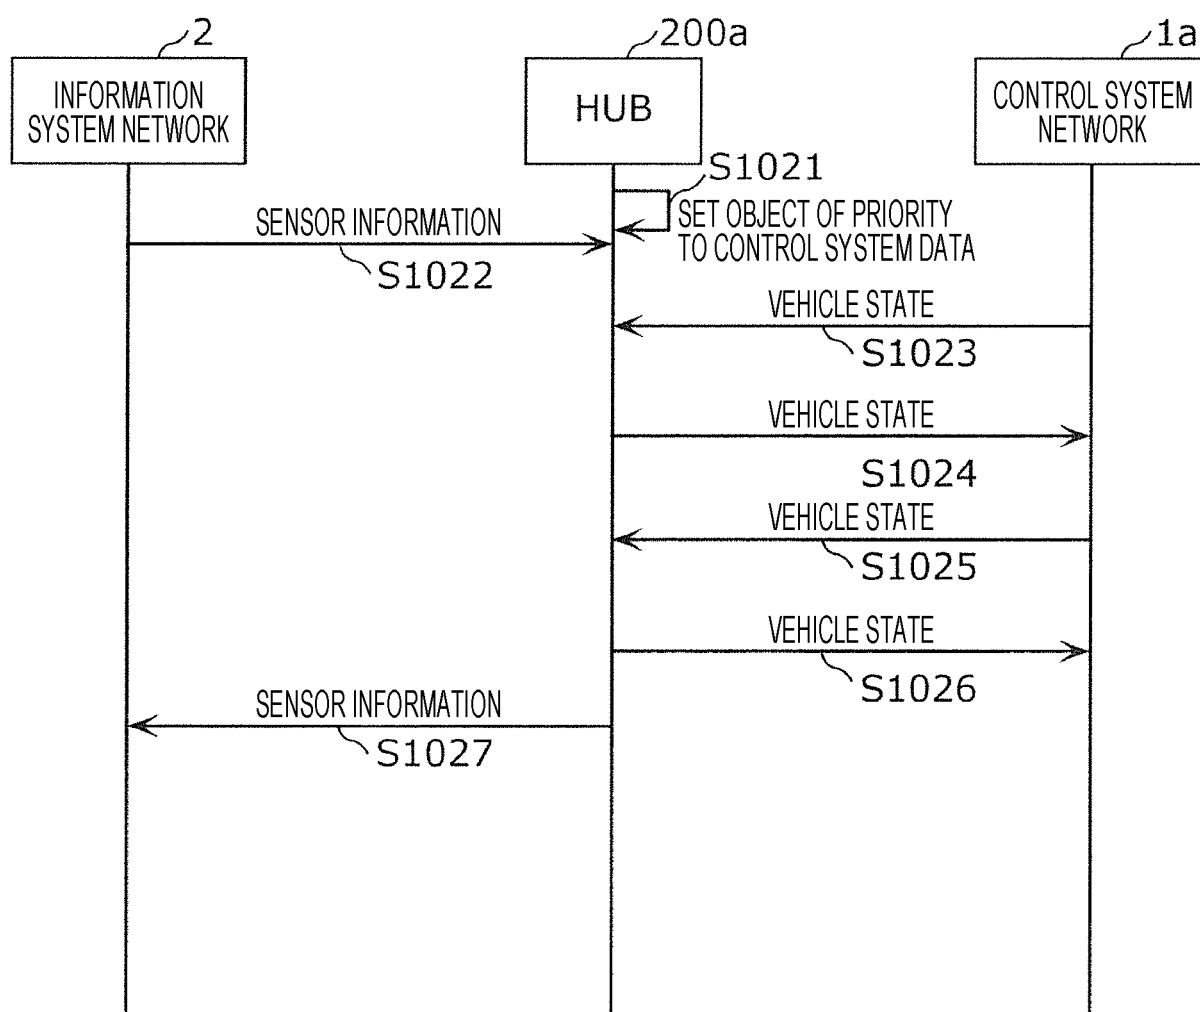 2
200a
1a
INFORMATION
SYSTEM NETWORK
HUB
CONTROL SYSTEM
NETWORK
S1021
SET OBJECT OF PRIORITY
TO CONTROL SYSTEM DATA
SENSOR INFORMATION
S1022
VEHICLE STATE
S1023
VEHICLE STATE
S1024
VEHICLE STATE
S1025
VEHICLE STATE
S1026
SENSOR INFORMATION
S1027